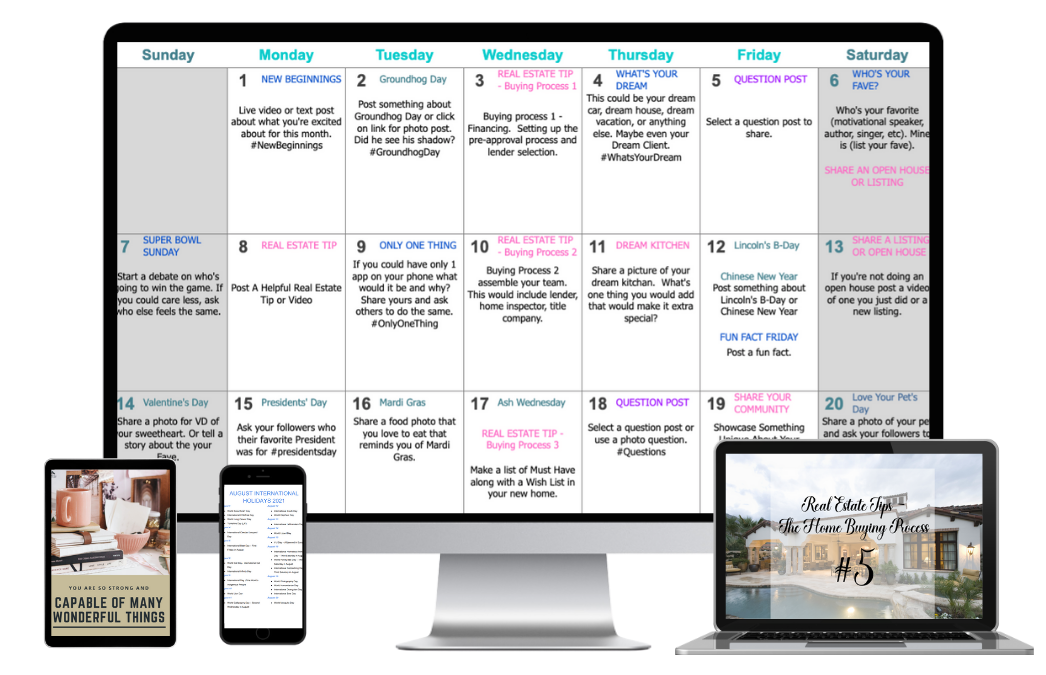 Sunday Monday Tuesday Wednesday Thursday Friday Saturday
1 NEW BEGINNINGS
Live video or text post
about what you're excited
about for this month.
#NewBeginnings
2 Groundhog Day
Post something about
Groundhog Day or click
on link for photo post.
Did he see his shadow?
#GroundhogDay
3 REAL ESTATE TIP
- Buying Process 1
Buying process 1 -
Financing. Setting up the
pre-approval process and
lender selection.
4 WHAT'S YOUR
DREAM
This could be your dream
car, dream house, dream
vacation, or anything
else. Maybe even your
Dream Client.
#WhatsYourDream
5 QUESTION POST
Select a question post to
share.
6 WHO'S YOUR
FAVE?
Who's your favorite
(motivational speaker,
author, singer, etc). Mine
is (list your fave).
SHARE AN OPEN HOUSE
OR LISTING
7 SUPER BOWL
SUNDAY
Start a debate on who's
going to win the game. If
you could care less, ask
who else feels the same.
8 REAL ESTATE TIP
Post A Helpful Real Estate
Tip or Video
9 ONLY ONE THING
If you could have only 1
app on your phone what
would it be and why?
Share yours and ask
others to do the same.
#OnlyOneThing
10 REAL ESTATE TIP
- Buying Process 2
Buying Process 2
assemble your team.
This would include lender,
home inspector, title
company.
11 DREAM KITCHEN
Share a picture of your
dream kitchan. What's
one thing you would add
that would make it extra
special?
12 Lincoln's B-Day
Chinese New Year
Post something about
Lincoln's B-Day or
Chinese New Year
FUN FACT FRIDAY
Post a fun fact.
13 SHARE A LISTING
OR OPEN HOUSE
If you're not doing an
open house post a video
of one you just did or a
new listing.
14 Valentine's Day
Share a photo for VD of
your sweetheart. Or tell a
story about the your
Fave.
15 Presidents' Day
Ask your followers who
their favorite President
was for #presidentsday
16 Mardi Gras
Share a food photo that
you love to eat that
reminds you of Mardi
Gras.
17 Ash Wednesday
REAL ESTATE TIP -
Buying Process 3
Make a list of Must Have
along with a Wish List in
your new home.
18 QUESTION POST
Select a question post or
use a photo question.
#Questions
19 SHARE YOUR
COMMUNITY
Showcase Something
Unique About Your
20 Love Your Pet's
Day
Share a photo of your pe
and ask your followers to
YOU ARE SO STRONG AND
CAPABLE OF MANY
WONDERFUL THINGS
AUGUST INTERNATIONAL
HOLIDAYS 2021
Real Estate Tips -
The Home Buying Process
#5